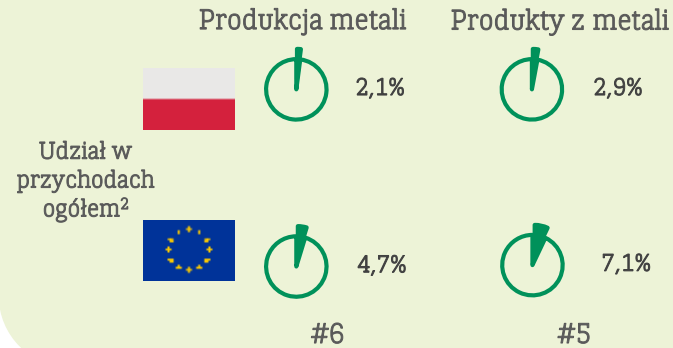 Produkcja metali
Produkty z metali
2,1%
2,9%
Udział w
przychodach
ogółem²
4,7%
7,1%
#6
#5